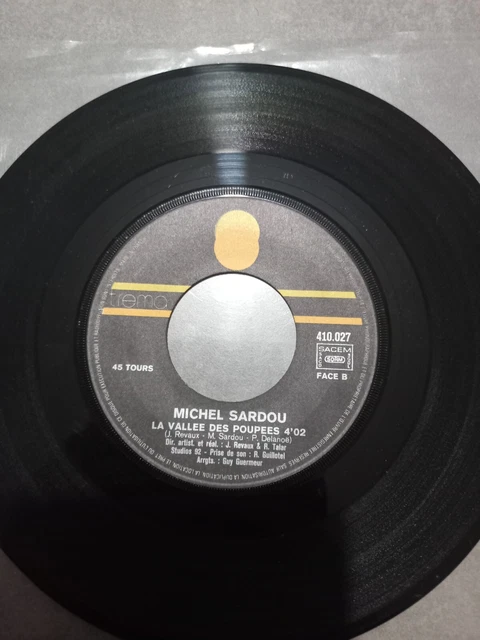 trema
410.027
SACEM
SDRM
45 TOURS
FACE B
MICHEL SARDOU
LA VALLEE DES POUPEES 4'02
(J. Revaux - M. Sardou - P. Delanoë)
Dir. artist. et réal. : J. Revaux & R. Talar
Studios 92 - Prise de son : R. Guillotel
Arrgts. : Guy Guermeur